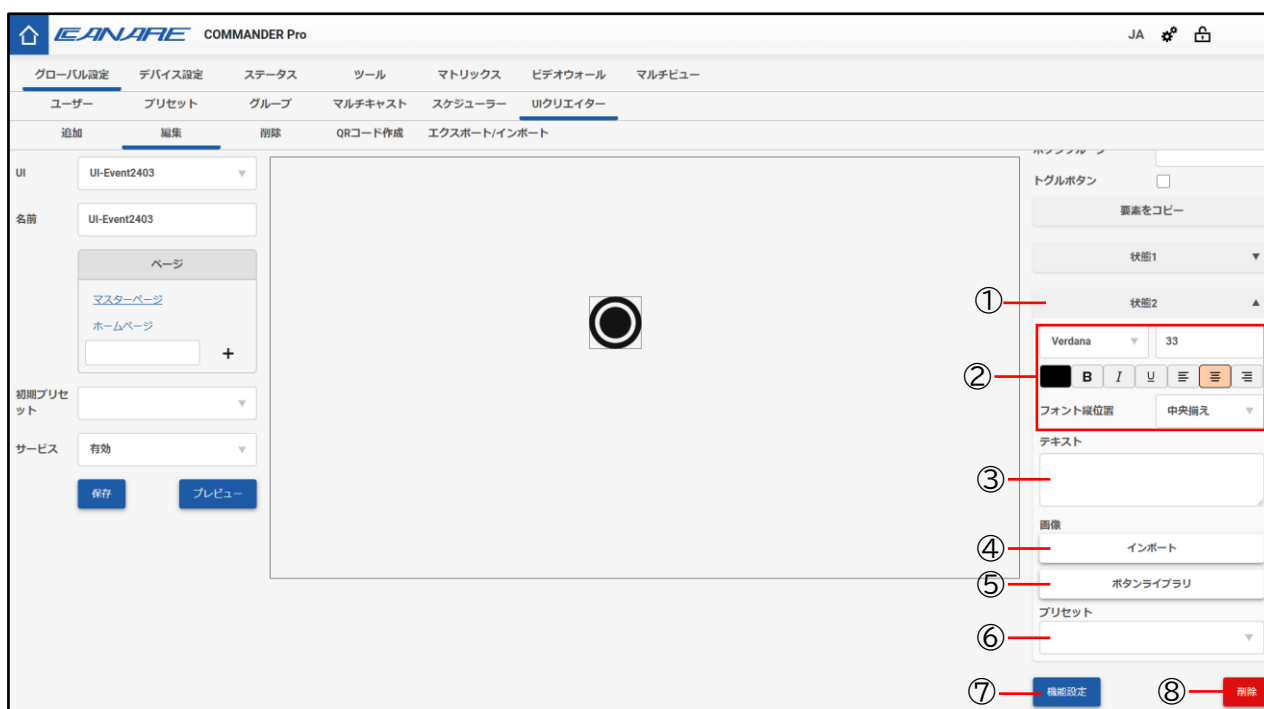 CANARE COMMANDER Pro JA
グローバル設定 デバイス設定 ステータス ツール マトリックス ビデオウォール マルチビュー
ユーザー プリセット グループ マルチキャスト スケジューラー UIクリエイター
追加 編集 削除 QRコード作成 エクスポート/インポート
UI UI-Event2403
名前 UI-Event2403
ページ
マスターページ
ホームページ
+
初期プリセット
サービス 有効
保存 プレビュー
トグルボタン
要素をコピー
状態1
① 状態2
Verdana 33
② B I U
フォント縦位置 中央揃え
テキスト
③
画像
④ インポート
⑤ ボタンライブラリ
プリセット
⑥
⑦ 機能設定 ⑧ 削除